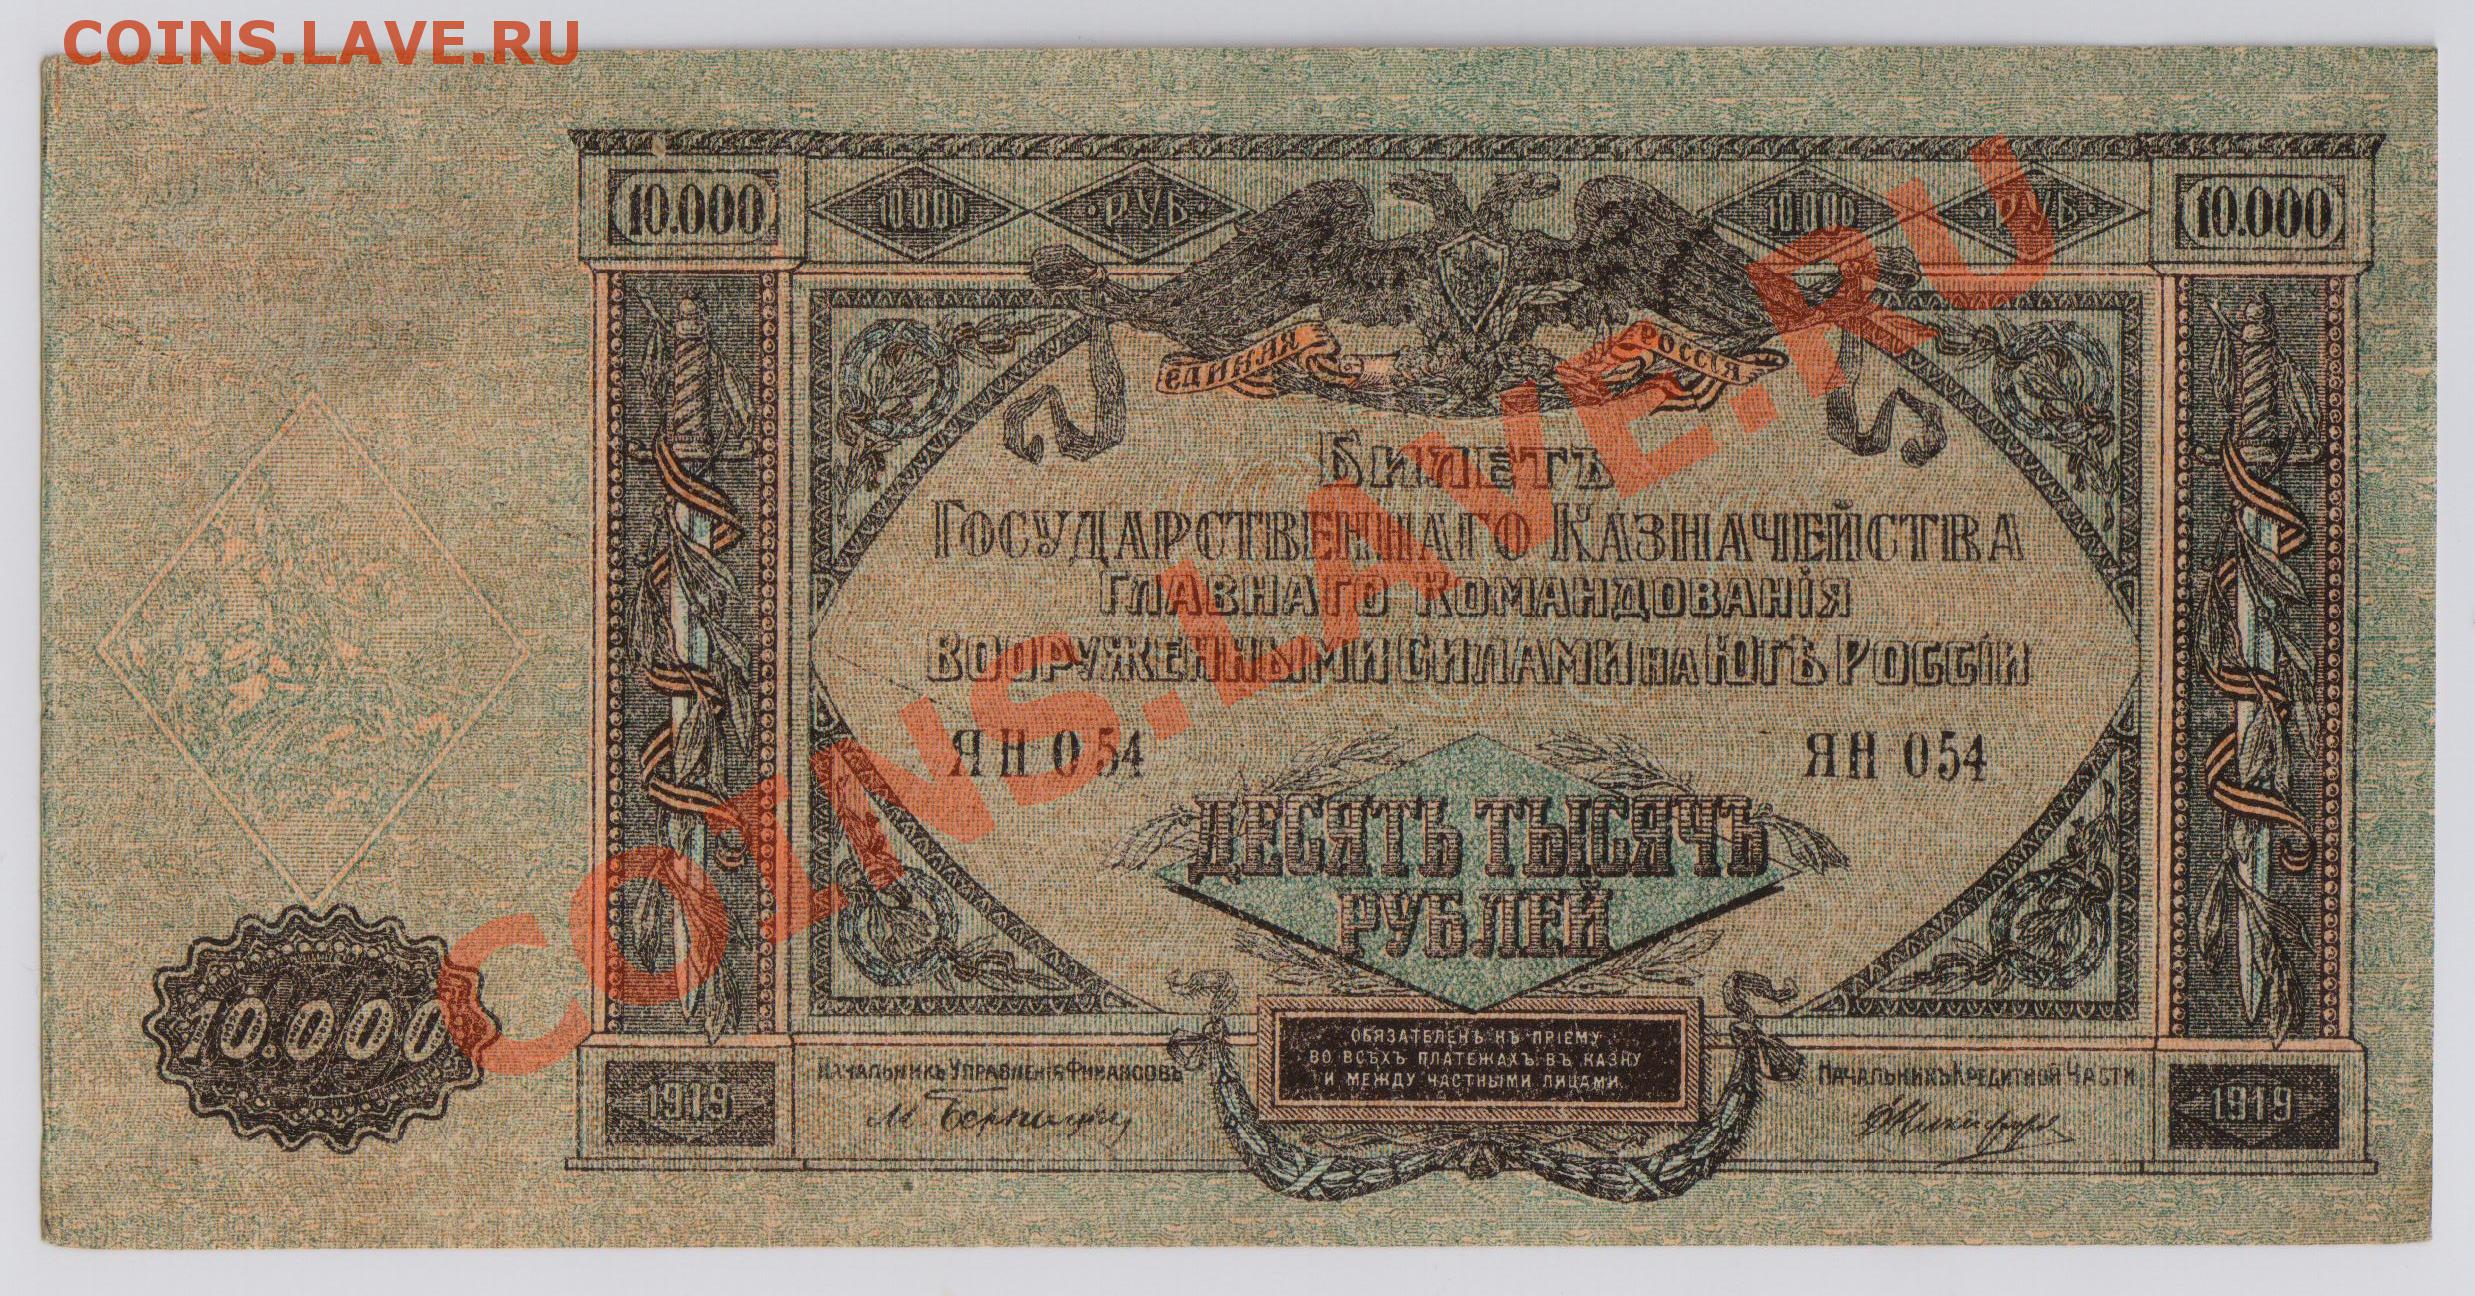 COINS.LAVE.RU
10.000
10000
РУБ
10000
РУБ
10.000
ЕДИНАЯ
РОССІЯ
БИЛЕТЪ
ГОСУДАРСТВЕННАГО КАЗНАЧЕЙСТВА
ГЛАВНАГО КОМАНДОВАНІЯ
ВООРУЖЕННЫМИ СИЛАМИ НА ЮГѢ РОССІИ
ЯН 054
ЯН 054
ДЕСЯТЬ ТЫСЯЧЪ
РУБЛЕЙ
10.000
ОБЯЗАТЕЛЕНЪ КЪ ПРІЕМУ
ВО ВСѢХЪ ПЛАТЕЖАХЪ ВЪ КАЗНУ
И МЕЖДУ ЧАСТНЫМИ ЛИЦАМИ
НАЧАЛЬНИКЪ УПРАВЛЕНІЯ ФИНАНСОВЪ
НАЧАЛЬНИКЪ КРЕДИТНОЙ ЧАСТИ
1919
1919
COINS.LAVE.RU